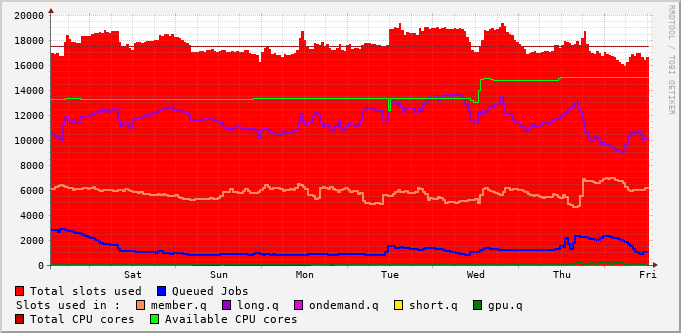 20000
18000
16000
14000
12000
10000
8000
6000
4000
2000
0
Sat Sun Mon Tue Wed Thu Fri
RRDTOOL / TOBI OETIKER
Total slots used Queued Jobs
Slots used in : member.q long.q ondemand.q short.q gpu.q
Total CPU cores Available CPU cores